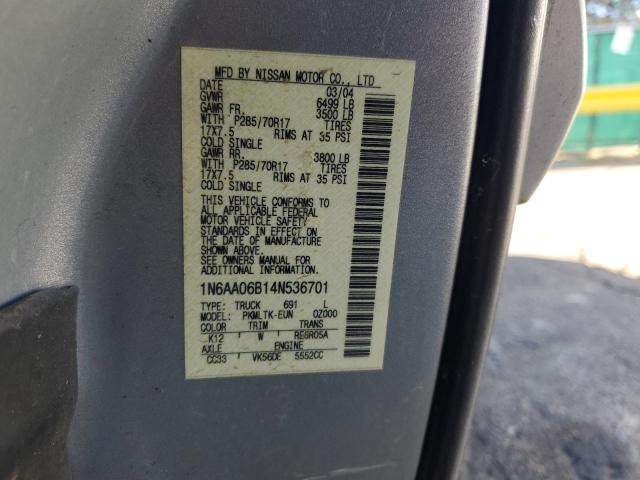 MFD BY NISSAN MOTOR CO., LTD
DATE 03/04
GVWR 6499 LB
GAWR FR. 3500 LB
WITH P285/70R17 TIRES
17X7.5 RIMS AT 35 PSI
COLD SINGLE
GAWR RR. 3800 LB
WITH P285/70R17 TIRES
17X7.5 RIMS AT 35 PSI
COLD SINGLE
THIS VEHICLE CONFORMS TO
ALL APPLICABLE FEDERAL
MOTOR VEHICLE SAFETY
STANDARDS IN EFFECT ON
THE DATE OF MANUFACTURE
SHOWN ABOVE.
SEE OWNERS MANUAL FOR
ADDITIONAL INFORMATION
1N6AA06B14N536701
TYPE: TRUCK 691 L
MODEL: PKMLTK-EUN 0Z000
COLOR TRIM TRANS
K12 W RE5R05A
AXLE ENGINE
CC33 VK56DE 5552CC